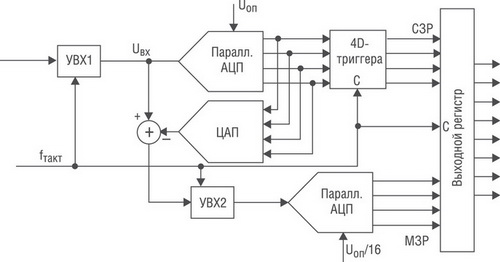 Uоп
УВХ1
Uвх
Паралл.
АЦП
4D-
триггера
C
СЗР
Выходной регистр
ЦАП
+
+
–
C
fтакт
УВХ2
Паралл.
АЦП
МЗР
Uоп/16